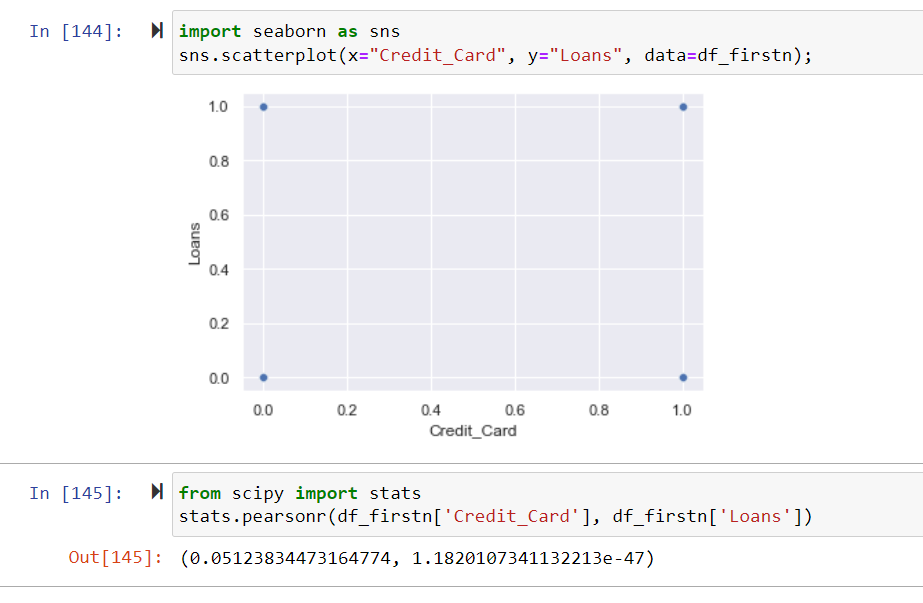 In [144]:
import seaborn as sns
sns.scatterplot(x="Credit_Card", y="Loans", data=df_firstn);
1.0
0.8
0.6
0.4
0.2
0.0
Loans
0.0 0.2 0.4 0.6 0.8 1.0
Credit_Card
In [145]:
from scipy import stats
stats.pearsonr(df_firstn['Credit_Card'], df_firstn['Loans'])
Out[145]: (0.05123834473164774, 1.1820107341132213e-47)